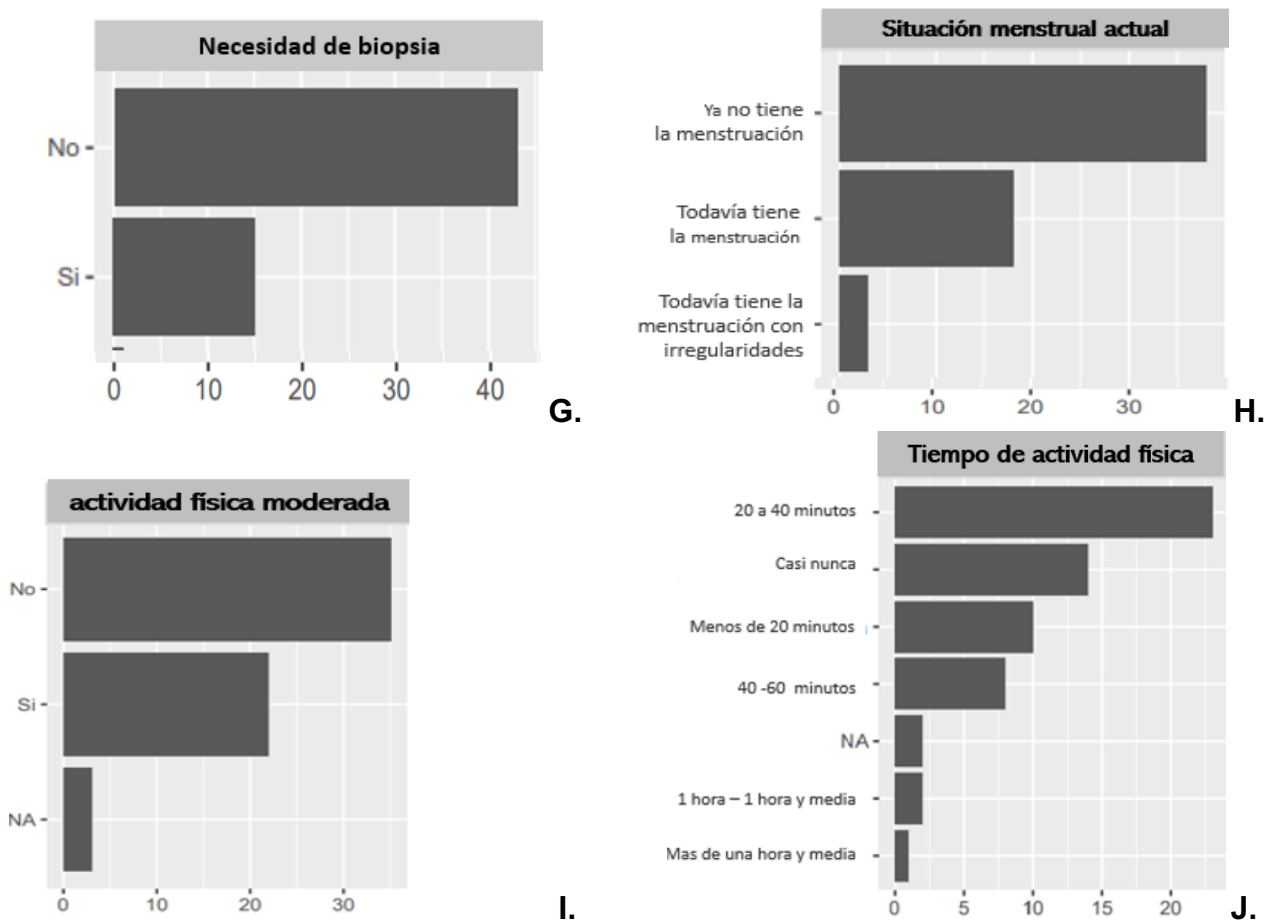 Necesidad de biopsia
No
Si
0 10 20 30 40
G.
Situación menstrual actual
Ya no tiene
la menstruación
Todavía tiene
la menstruación
Todavía tiene la
menstruación con
irregularidades
0 10 20 30
H.
actividad física moderada
No
Si
NA
0 10 20 30
I.
Tiempo de actividad física
20 a 40 minutos
Casi nunca
Menos de 20 minutos
40 -60 minutos
NA
1 hora – 1 hora y media
Mas de una hora y media
0 5 10 15 20
J.